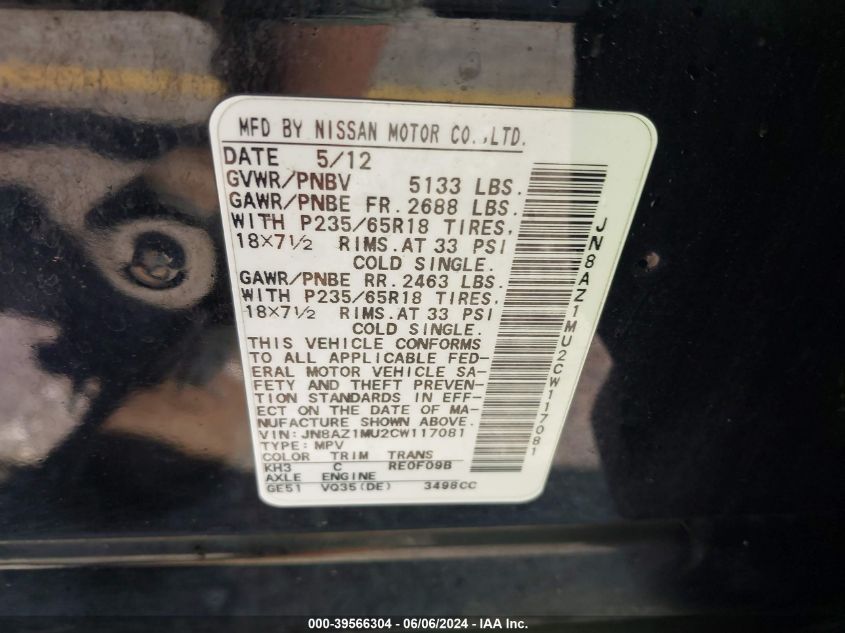 MFD BY NISSAN MOTOR CO.,LTD.
DATE 5/12
GVWR/PNBV 5133 LBS.
GAWR/PNBE FR. 2688 LBS.
WITH P235/65R18 TIRES.
18×7½ RIMS. AT 33 PSI
COLD SINGLE.
GAWR/PNBE RR. 2463 LBS.
WITH P235/65R18 TIRES.
18×7½ RIMS. AT 33 PSI
COLD SINGLE.
THIS VEHICLE CONFORMS
TO ALL APPLICABLE FED-
ERAL MOTOR VEHICLE SA-
FETY AND THEFT PREVEN-
TION STANDARDS IN EFF-
ECT ON THE DATE OF MA-
NUFACTURE SHOWN ABOVE.
VIN: JN8AZ1MU2CW117081
TYPE: MPV
COLOR TRIM TRANS
KH3 C RE0F09B
AXLE ENGINE
GE51 VQ35(DE) 3498CC
JN8AZ1MU2CW117081
000-39566304 - 06/06/2024 - IAA Inc.